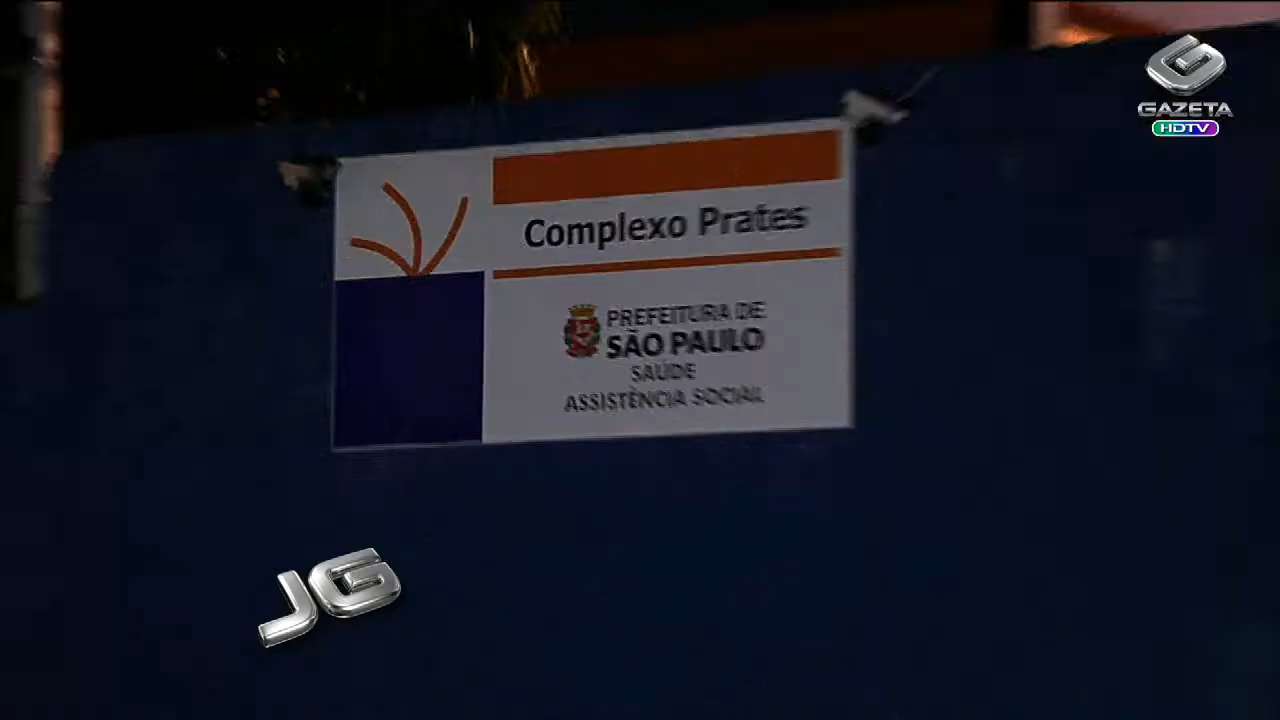 GAZETA
HDTV
Complexo Prates
PREFEITURA DE
SÃO PAULO
SAÚDE
ASSISTÊNCIA SOCIAL
JG